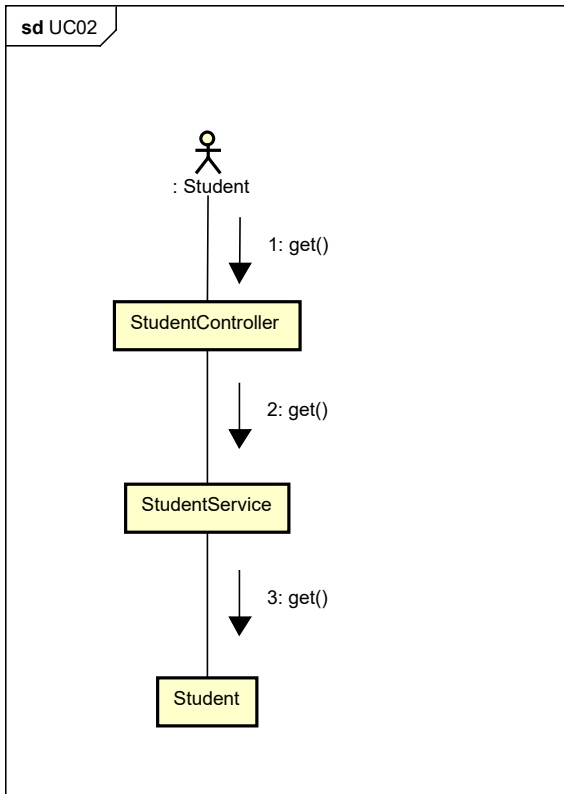 sd UC02
: Student
1: get()
StudentController
2: get()
StudentService
3: get()
Student